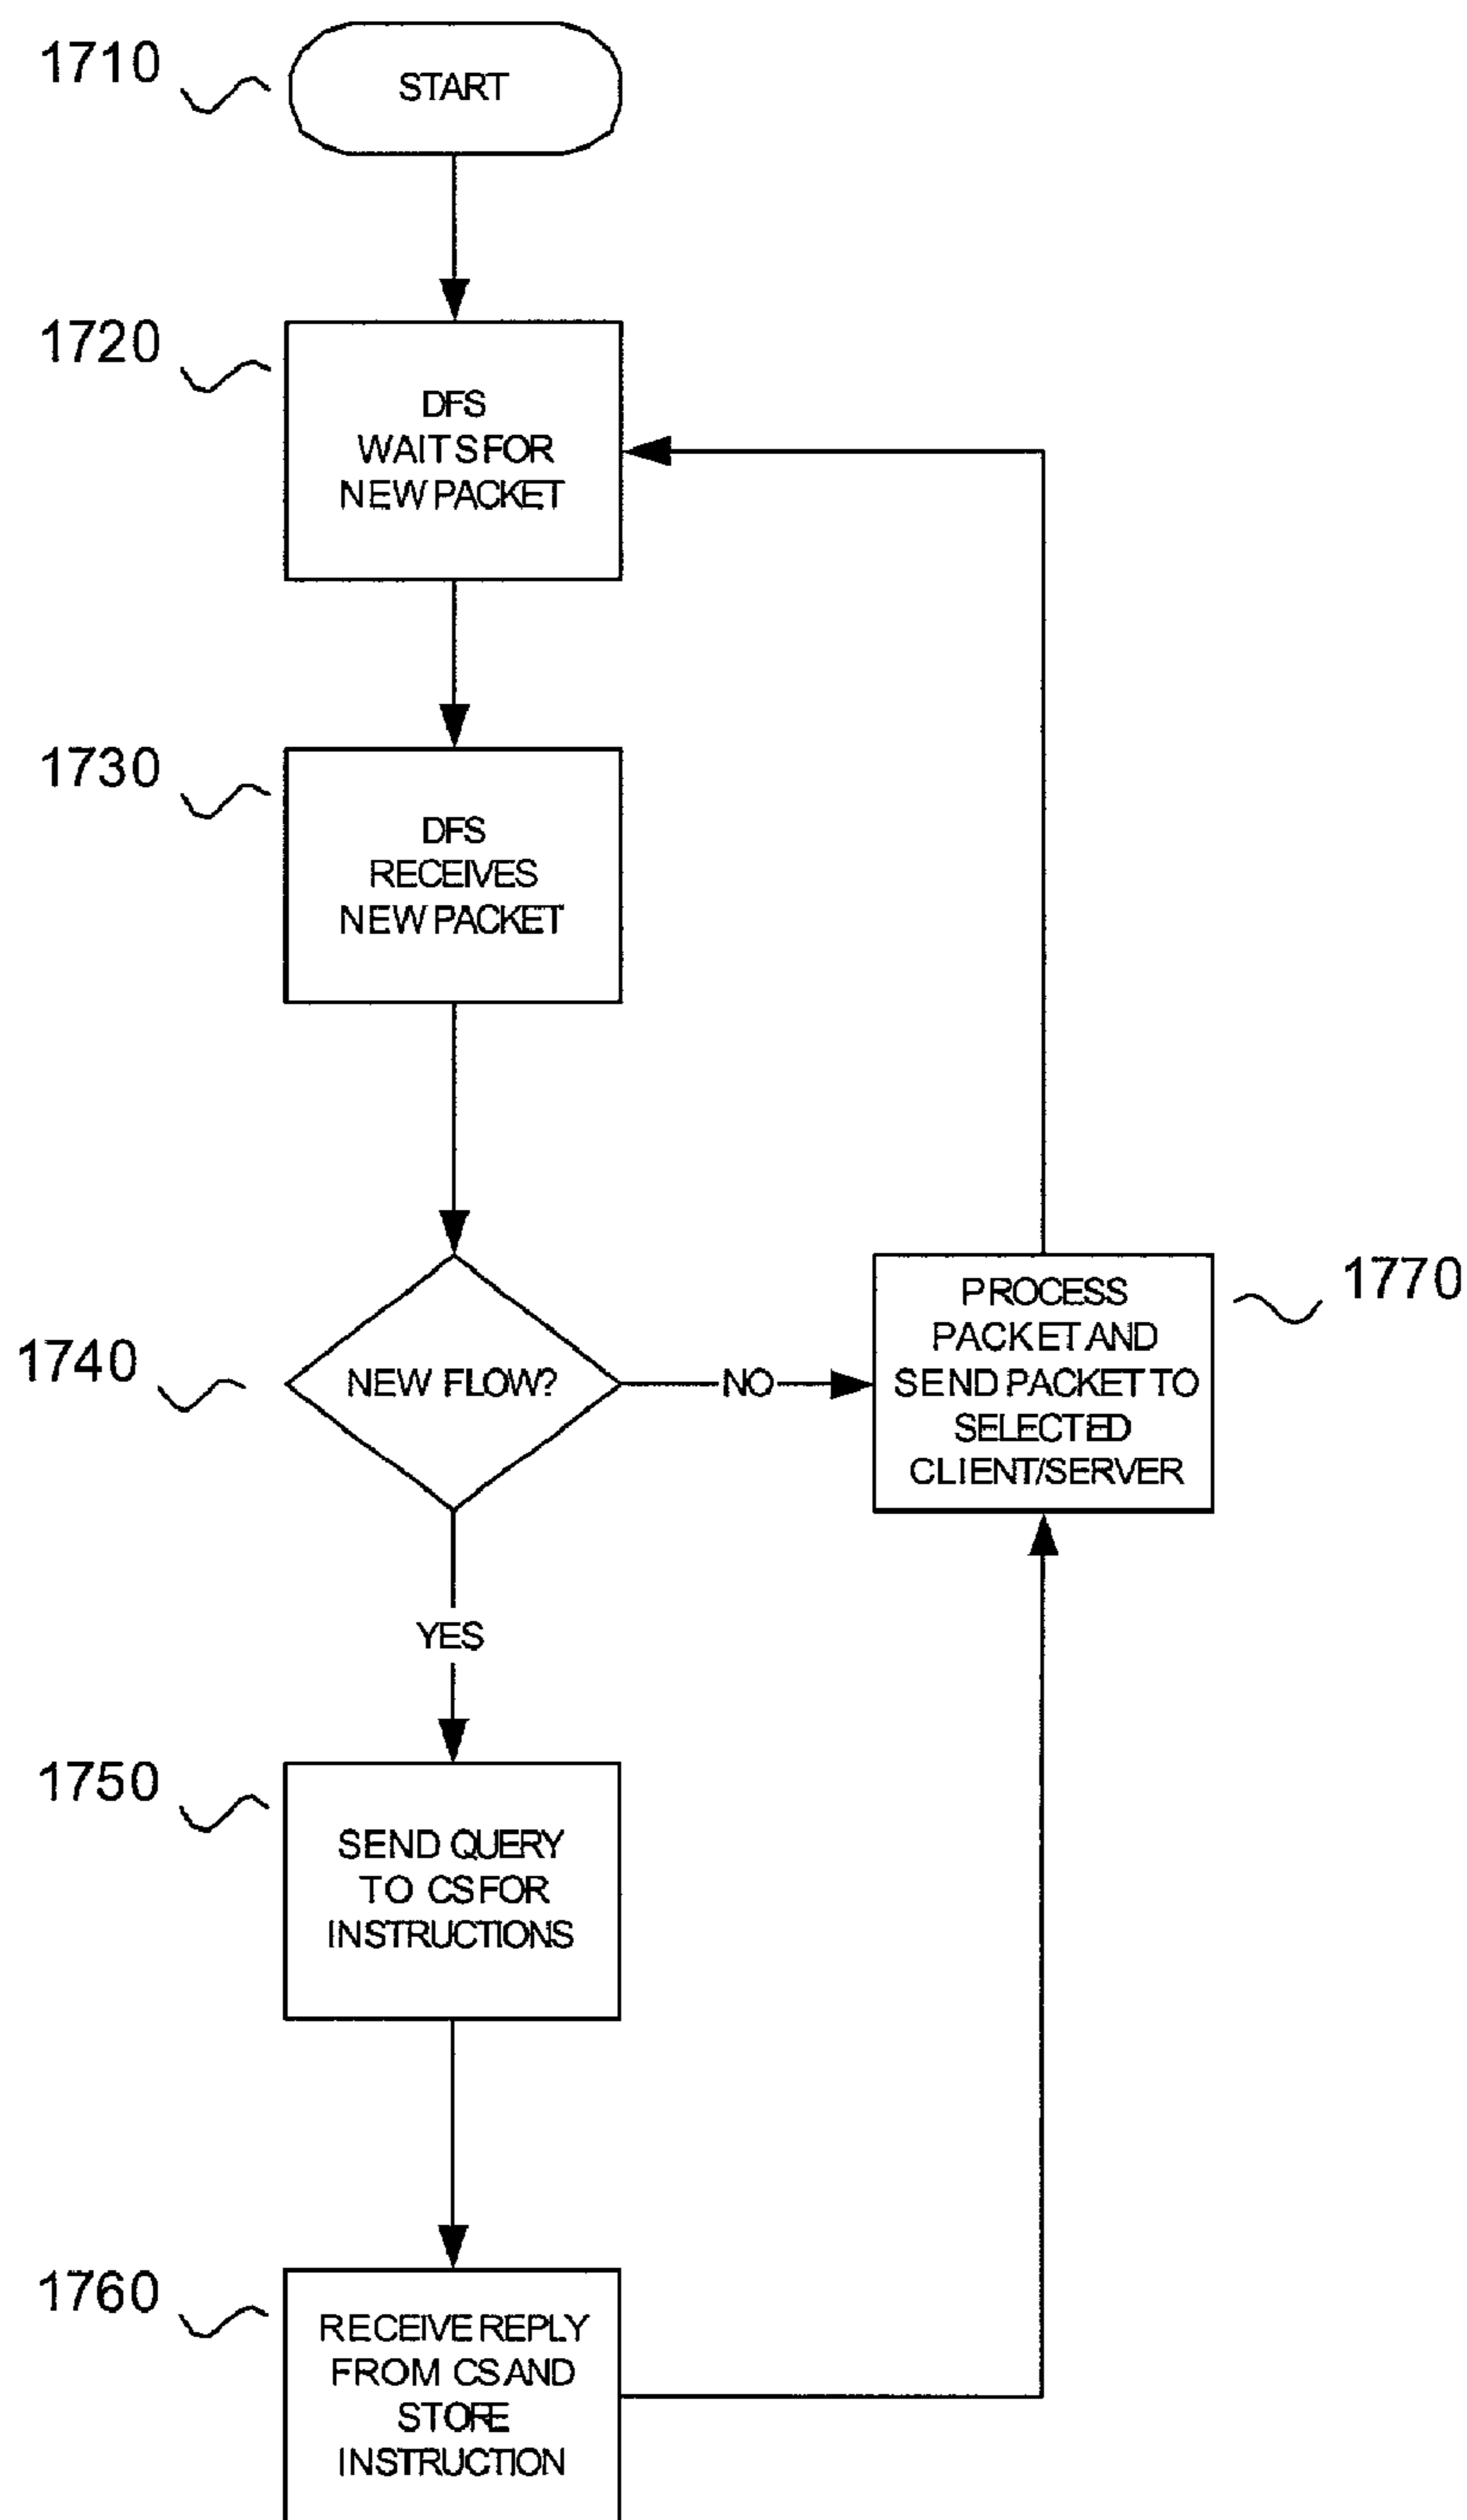 1710
START
1720
DFS
WAITS FOR
NEW PACKET
1730
DFS
RECEIVES
NEW PACKET
1740
NEW FLOW?
NO
PROCESS
PACKET AND
SEND PACKET TO
SELECTED
CLIENT/SERVER
1770
YES
1750
SEND QUERY
TO CS FOR
INSTRUCTIONS
1760
RECEIVE REPLY
FROM CS AND
STORE
INSTRUCTION